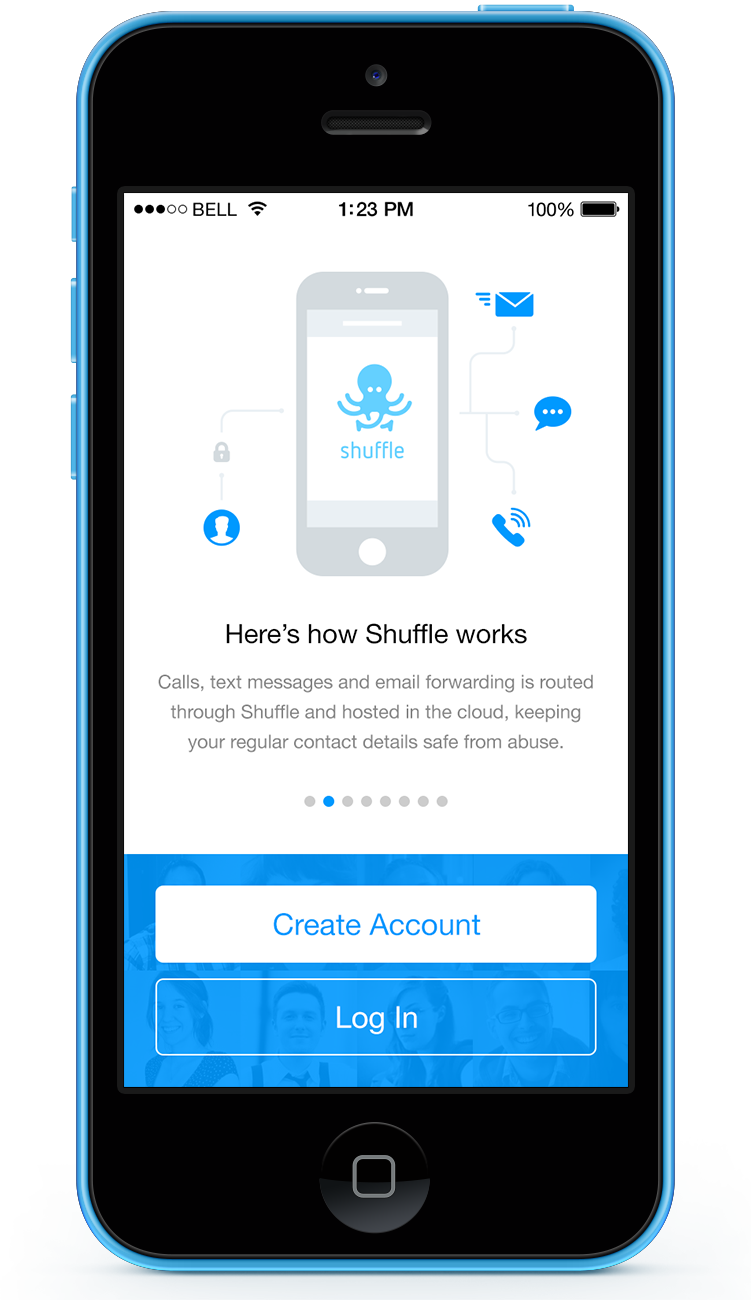 BELL 1:23 PM 100%
shuffle
Here's how Shuffle works
Calls, text messages and email forwarding is routed
through Shuffle and hosted in the cloud, keeping
your regular contact details safe from abuse.
Create Account
Log In